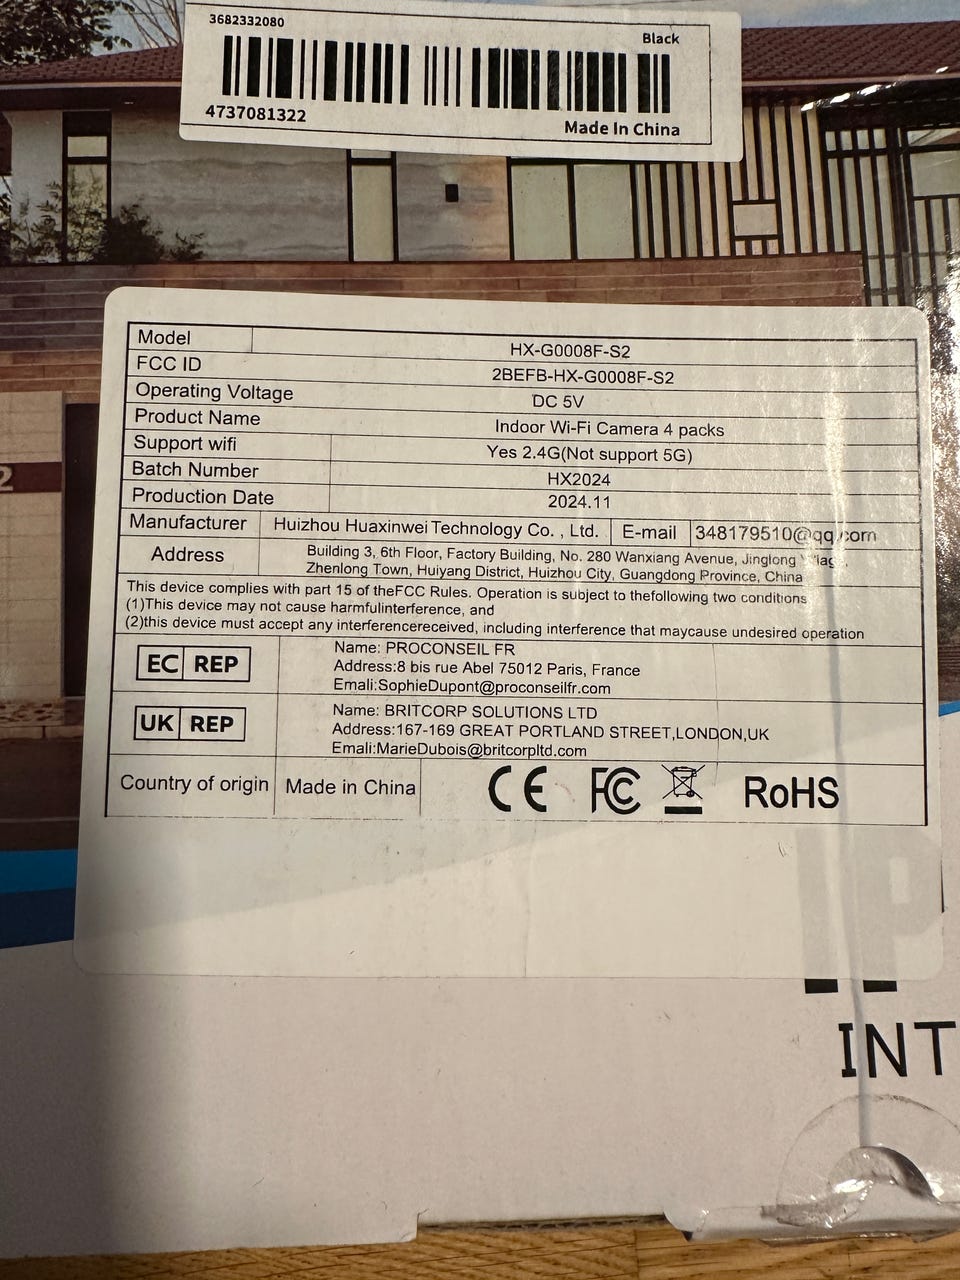 3682332080
Black
4737081322
Made In China
2
Model HX-G0008F-S2
FCC ID 2BEFB-HX-G0008F-S2
Operating Voltage DC 5V
Product Name Indoor Wi-Fi Camera 4 packs
Support wifi Yes 2.4G(Not support 5G)
Batch Number HX2024
Production Date 2024.11
Manufacturer Huizhou Huaxinwei Technology Co. , Ltd. E-mail 348179510@qq.com
Address Building 3, 6th Floor, Factory Building, No. 280 Wanxiang Avenue, Jinglong
Zhenlong Town, Huiyang District, Huizhou City, Guangdong Province, China
This device complies with part 15 of theFCC Rules. Operation is subject to thefollowing two conditions
(1)This device may not cause harmfulinterference, and
(2)this device must accept any interferencereceived, including interference that maycause undesired operation
EC REP
Name: PROCONSEIL FR
Address:8 bis rue Abel 75012 Paris, France
Emali:SophieDupont@proconseilfr.com
UK REP
Name: BRITCORP SOLUTIONS LTD
Address:167-169 GREAT PORTLAND STREET,LONDON,UK
Emali:MarieDubois@britcorpltd.com
Country of origin Made in China CE FC RoHS
IP
INT